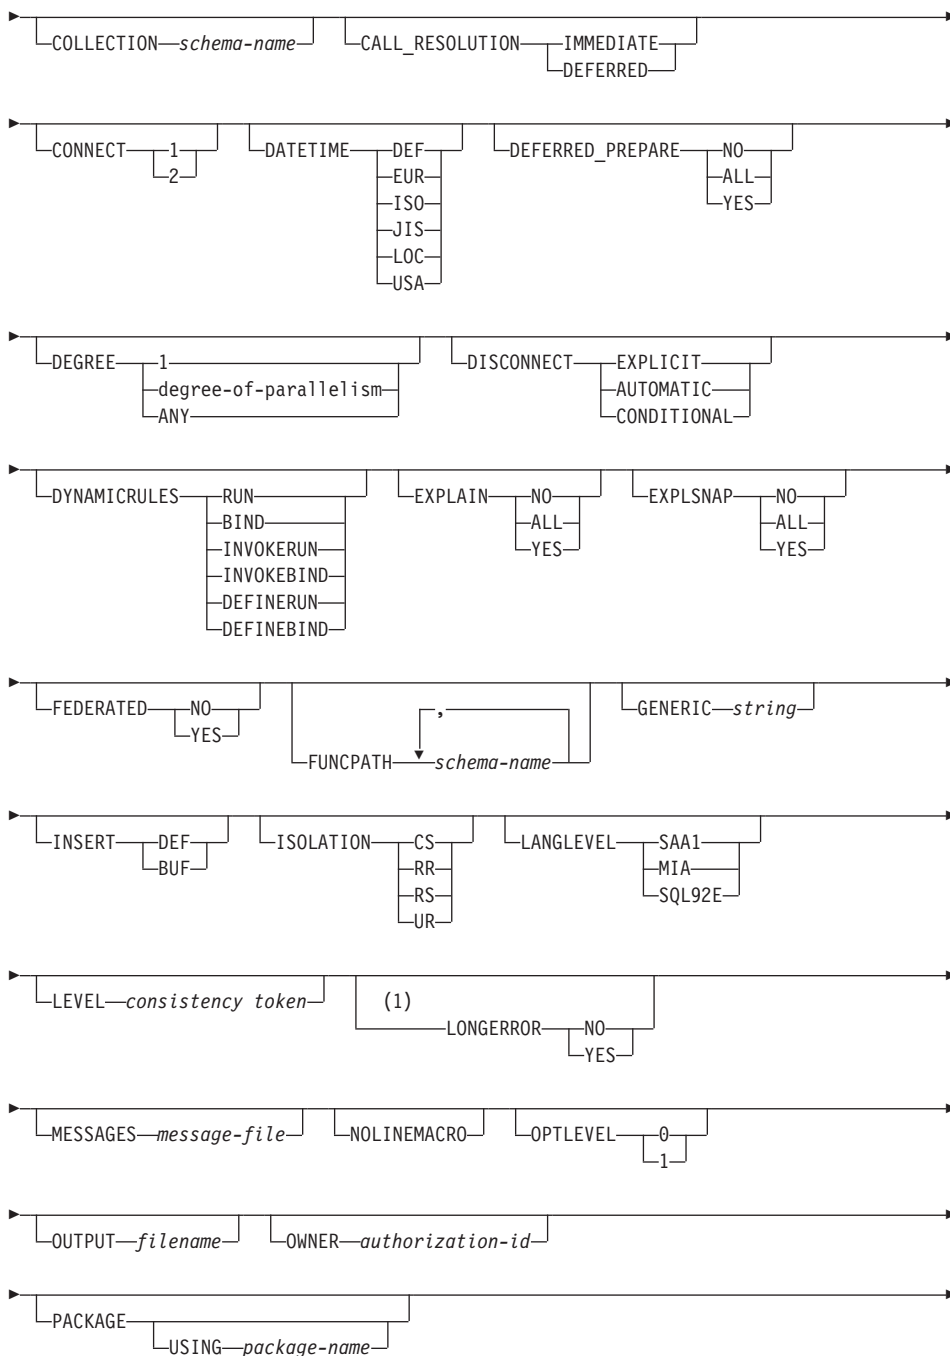 COLLECTION schema-name CALL_RESOLUTION IMMEDIATE
DEFERRED
CONNECT 1 DATETIME DEF DEFERRED_PREPARE NO
2 EUR ALL
ISO YES
JIS
LOC
USA
DEGREE 1 DISCONNECT EXPLICIT
degree-of-parallelism AUTOMATIC
ANY CONDITIONAL
DYNAMICRULES RUN EXPLAIN NO EXPLSNAP NO
BIND ALL ALL
INVOKERUN YES YES
INVOKEBIND
DEFINERUN
DEFINEBIND
FEDERATED NO , GENERIC string
YES
FUNCPATH schema-name
INSERT DEF ISOLATION CS LANGLEVEL SAA1
BUF RR MIA
RS SQL92E
UR
LEVEL consistency token (1)
LONGERROR NO
YES
MESSAGES message-file NOLINEMACRO OPTLEVEL 0
1
OUTPUT filename OWNER authorization-id
PACKAGE
USING package-name